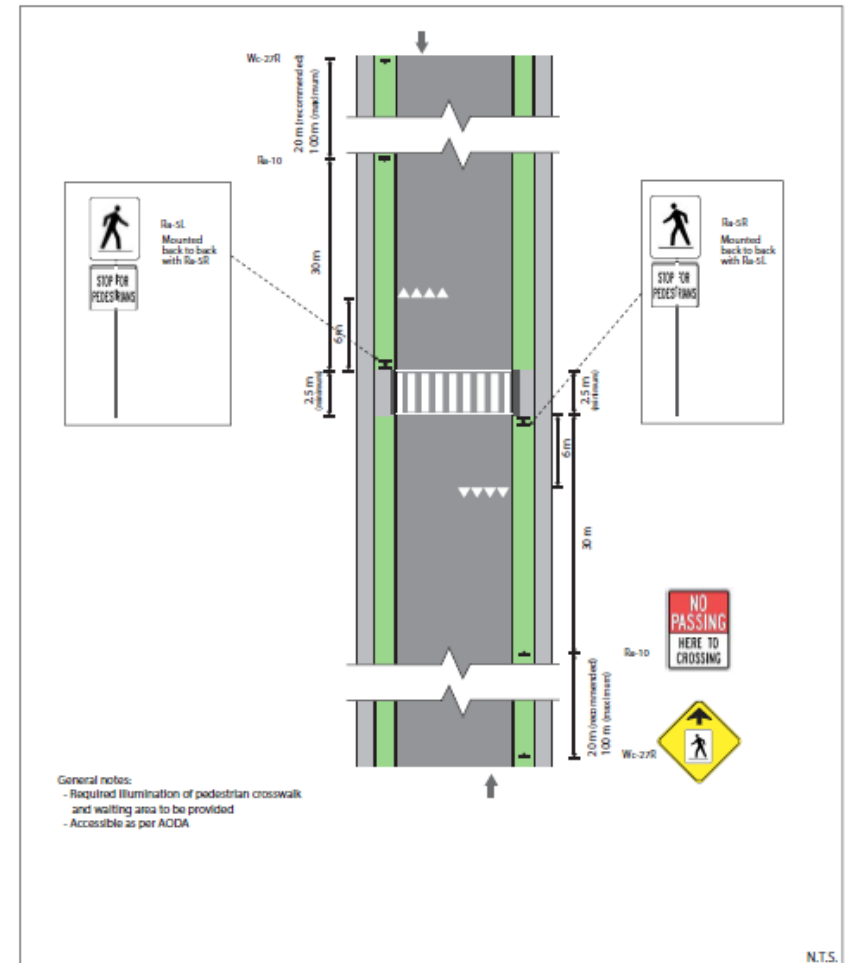 Wc-27R
20 m (recommended)
100 m (maximum)
Ra-10
30 m
6 m
2.5 m
(minimum)
Ra-5L
Mounted
back to back
with Ra-5R
STOP FOR
PEDESTRIANS
Ra-5R
Mounted
back to back
with Ra-5L
STOP FOR
PEDESTRIANS
2.5 m
(minimum)
6 m
30 m
Ra-10
NO
PASSING
HERE TO
CROSSING
20 m (recommended)
100 m (maximum)
Wc-27R
General notes:
- Required illumination of pedestrian crosswalk
and waiting area to be provided
- Accessible as per AODA
N.T.S.